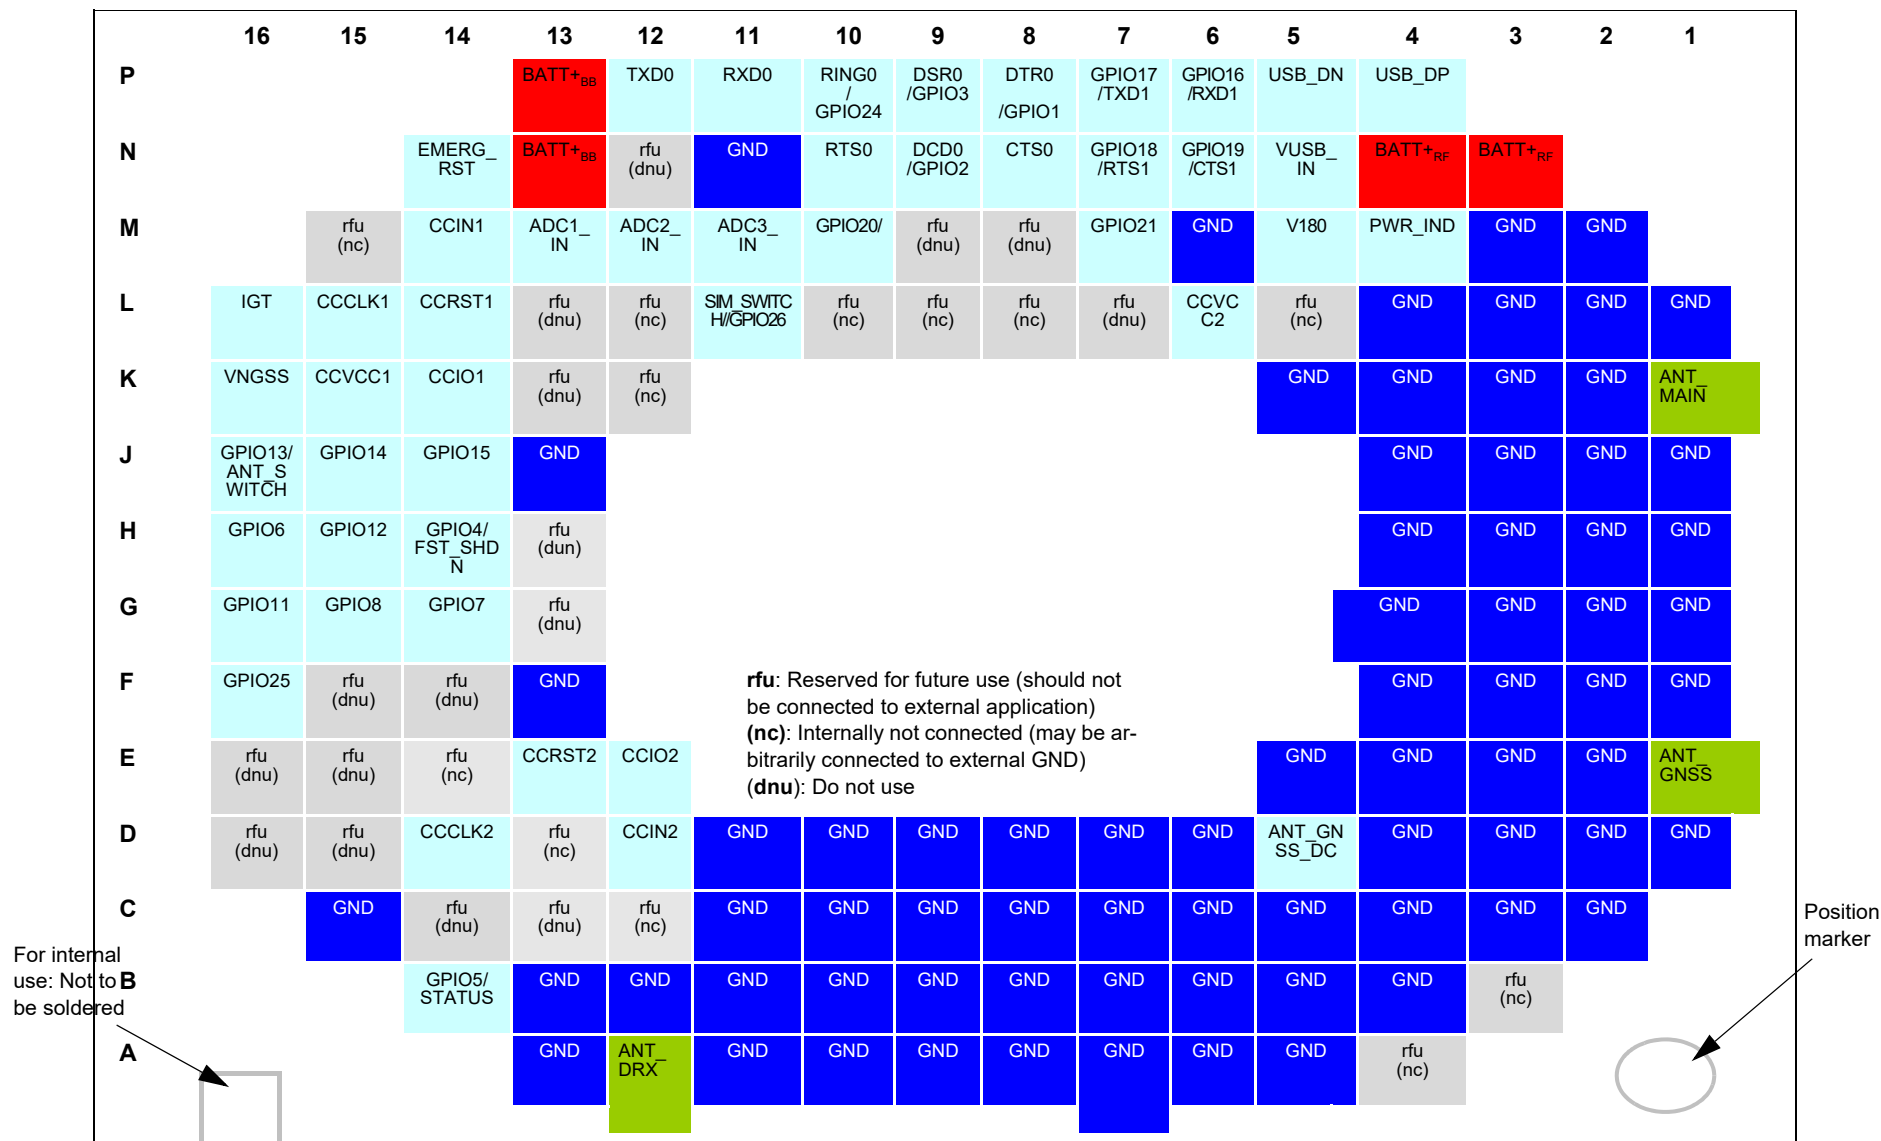 16 15 14 13 12 11 10 9 8 7 6 5 4 3 2 1
P BATT+BB TXD0 RXD0 RING0 / GPIO24 DSR0 /GPIO3 DTR0 /GPIO1 GPIO17 /TXD1 GPIO16 /RXD1 USB_DN USB_DP
N EMERG_ RST BATT+BB rfu (dnu) GND RTS0 DCD0 /GPIO2 CTS0 GPIO18 /RTS1 GPIO19 /CTS1 VUSB_ IN BATT+RF BATT+RF
M rfu (nc) CCIN1 ADC1_ IN ADC2_ IN ADC3_ IN GPIO20/ rfu (dnu) rfu (dnu) GPIO21 GND V180 PWR_IND GND GND
L IGT CCCLK1 CCRST1 rfu (dnu) rfu (nc) SIM_SWITC H//GPIO26 rfu (nc) rfu (nc) rfu (nc) rfu (dnu) CCVC C2 rfu (nc) GND GND GND GND
K VNGSS CCVCC1 CCIO1 rfu (dnu) rfu (nc) GND GND GND GND ANT_ MAIN
J GPIO13/ ANT_S WITCH GPIO14 GPIO15 GND GND GND GND GND
H GPIO6 GPIO12 GPIO4/ FST_SHD N rfu (dun) GND GND GND GND
G GPIO11 GPIO8 GPIO7 rfu (dnu) GND GND GND GND
F GPIO25 rfu (dnu) rfu (dnu) GND GND GND GND GND
rfu: Reserved for future use (should not
be connected to external application)
(nc): Internally not connected (may be ar-
bitrarily connected to external GND)
(dnu): Do not use
E rfu (dnu) rfu (dnu) rfu (nc) CCRST2 CCIO2 GND GND GND GND ANT_ GNSS
D rfu (dnu) rfu (dnu) CCCLK2 rfu (nc) CCIN2 GND GND GND GND GND GND ANT_GN SS_DC GND GND GND GND
C GND rfu (dnu) rfu (dnu) rfu (nc) GND GND GND GND GND GND GND GND GND GND
Position
marker
For internal
use: Not to
be soldered
B GPIO5/ STATUS GND GND GND GND GND GND GND GND GND GND rfu (nc)
A GND ANT_ DRX GND GND GND GND GND GND GND rfu (nc)